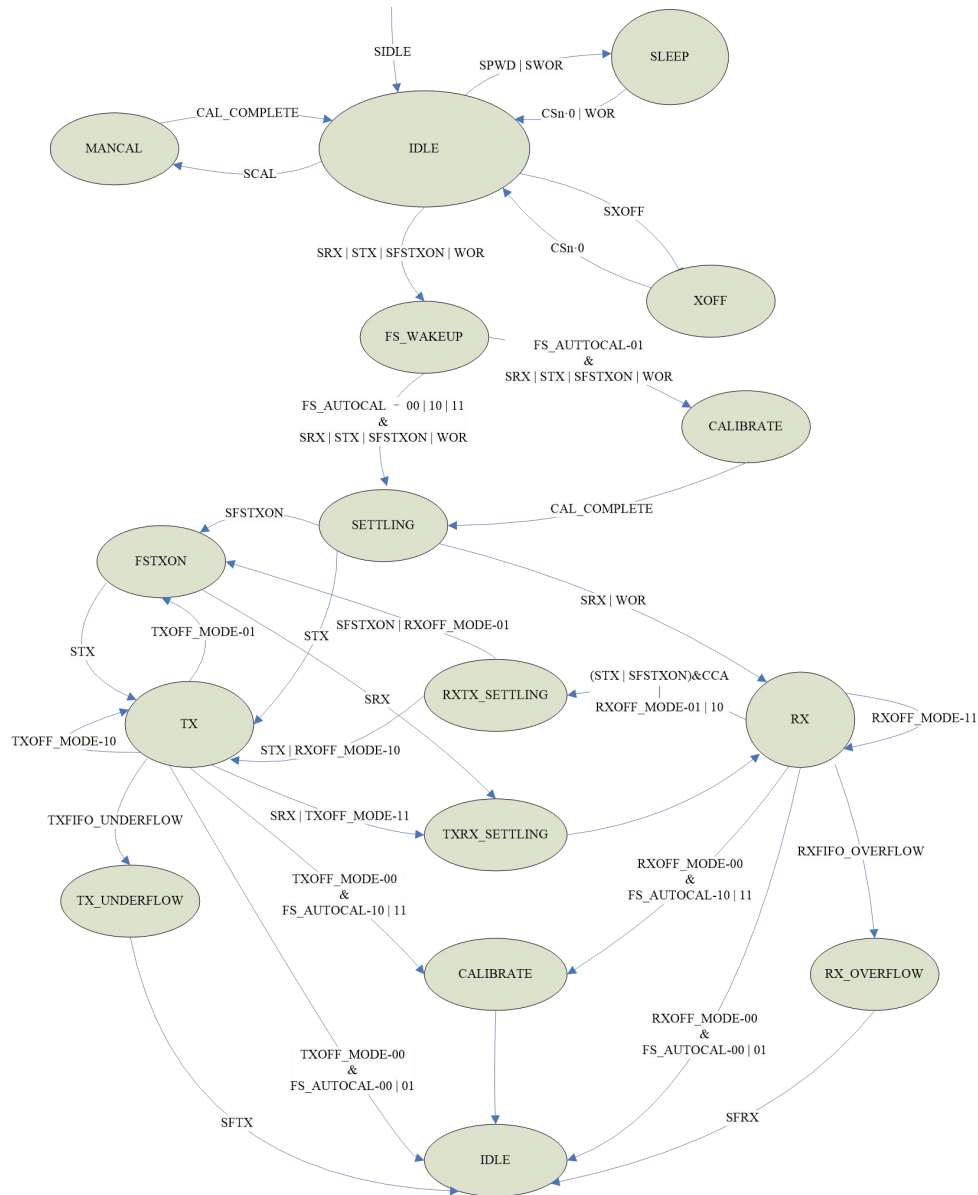 SIDLE
SPWD | SWOR
SLEEP
CAL_COMPLETE
CSn·0 | WOR
MANCAL
IDLE
SCAL
SXOFF
SRX | STX | SFSTXON | WOR
CSn·0
XOFF
FS_WAKEUP
FS_AUTTOCAL-01
&
SRX | STX | SFSTXON | WOR
FS_AUTOCAL - 00 | 10 | 11
&
SRX | STX | SFSTXON | WOR
CALIBRATE
SFSTXON
SETTLING
CAL_COMPLETE
FSTXON
SRX | WOR
SFSTXON | RXOFF_MODE-01
TXOFF_MODE-01
STX
STX
(STX | SFSTXON)&CCA
|
RXOFF_MODE-01 | 10
RXTX_SETTLING
SRX
TX
RX
RXOFF_MODE-11
TXOFF_MODE-10
STX | RXOFF_MODE-10
SRX | TXOFF_MODE-11
TXFIFO_UNDERFLOW
TXRX_SETTLING
RXFIFO_OVERFLOW
TXOFF_MODE-00
&
FS_AUTOCAL-10 | 11
RXOFF_MODE-00
&
FS_AUTOCAL-10 | 11
TX_UNDERFLOW
CALIBRATE
RX_OVERFLOW
TXOFF_MODE-00
&
FS_AUTOCAL-00 | 01
RXOFF_MODE-00
&
FS_AUTOCAL-00 | 01
SFTX
SFRX
IDLE